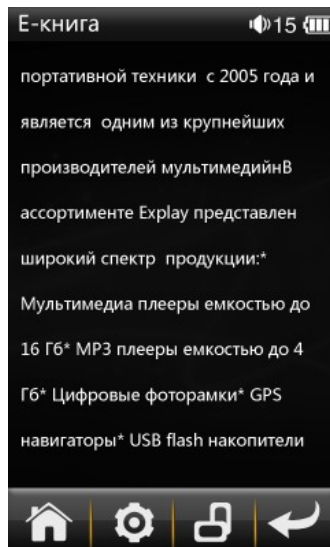 Е-книга 15
портативной техники с 2005 года и
является одним из крупнейших
производителей мультимедийнВ
ассортименте Explay представлен
широкий спектр продукции:*
Мультимедиа плееры емкостью до
16 Гб* MP3 плееры емкостью до 4
Гб* Цифровые фоторамки* GPS
навигаторы* USB flash накопители